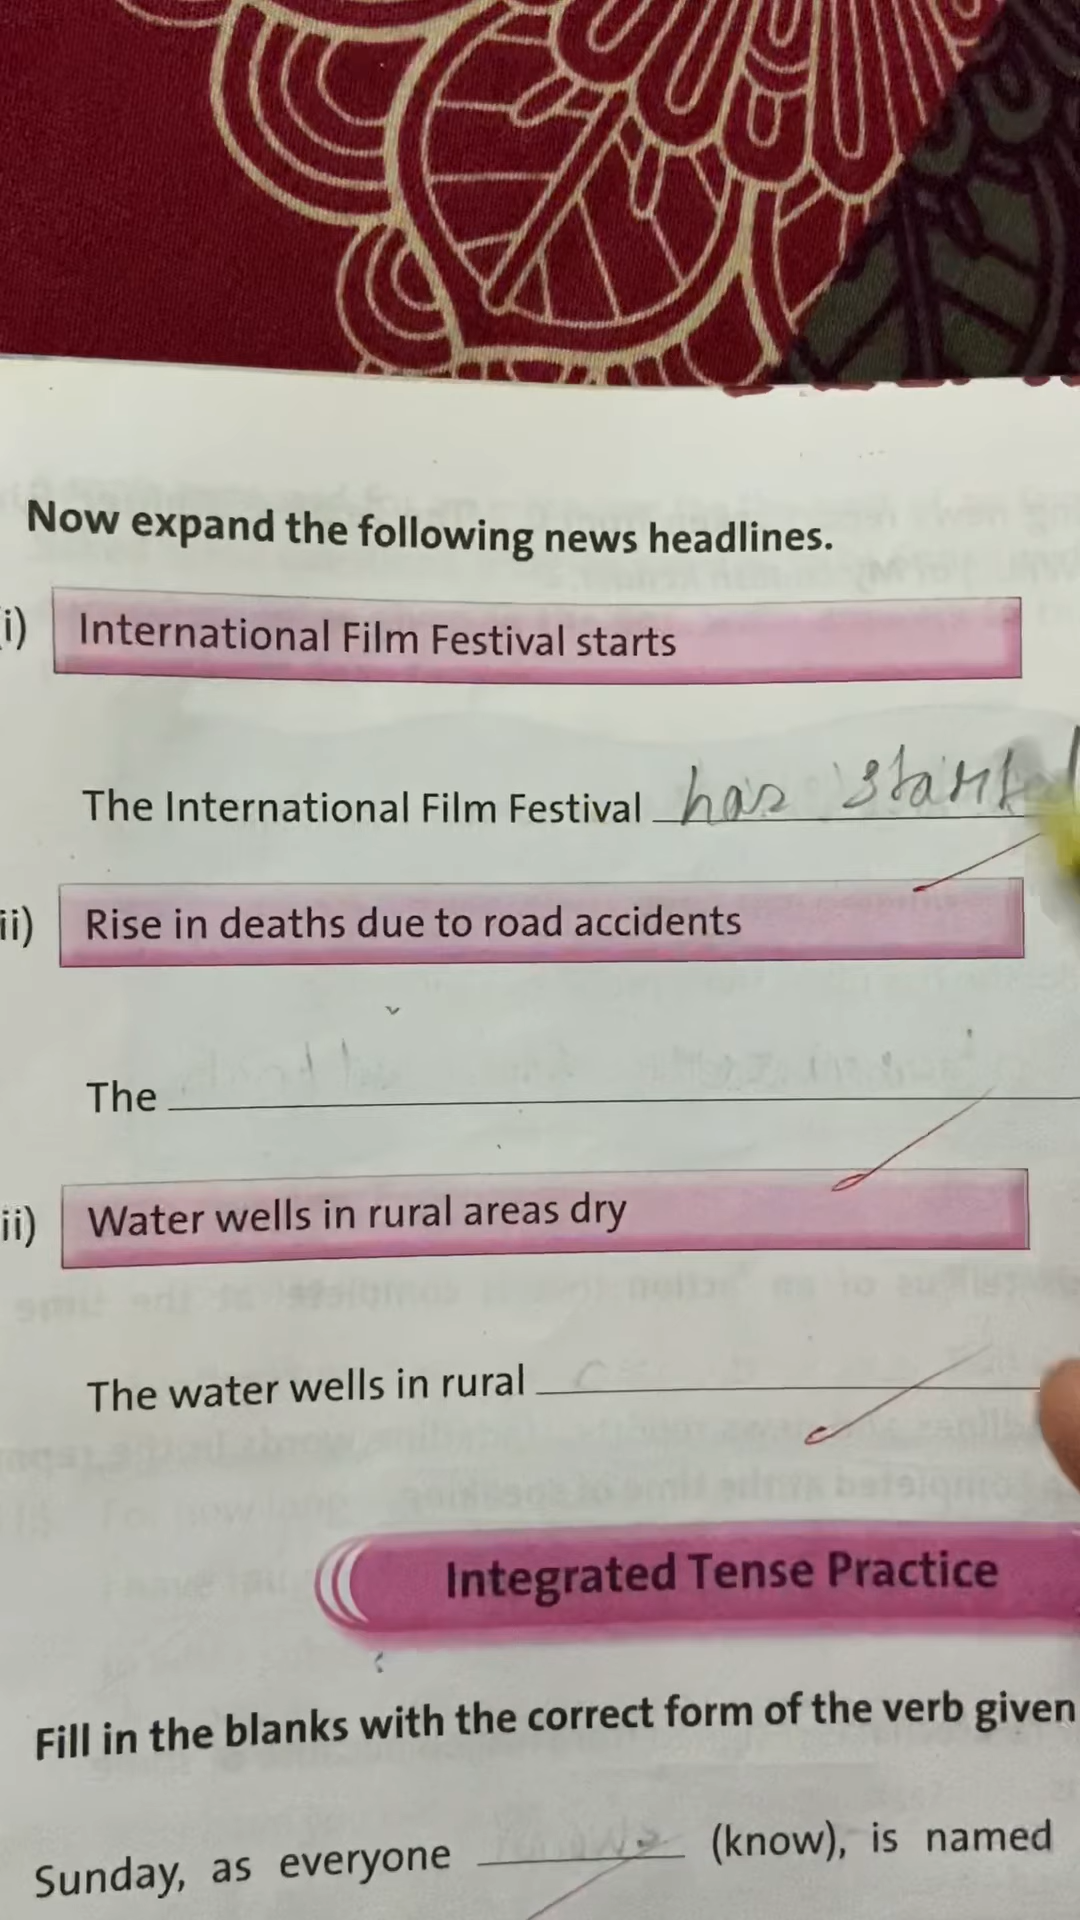 Now expand the following news headlines.
i) International Film Festival starts
The International Film Festival has started
ii) Rise in deaths due to road accidents
The
ii) Water wells in rural areas dry
The water wells in rural
Integrated Tense Practice
Fill in the blanks with the correct form of the verb given
Sunday, as everyone (know), is named